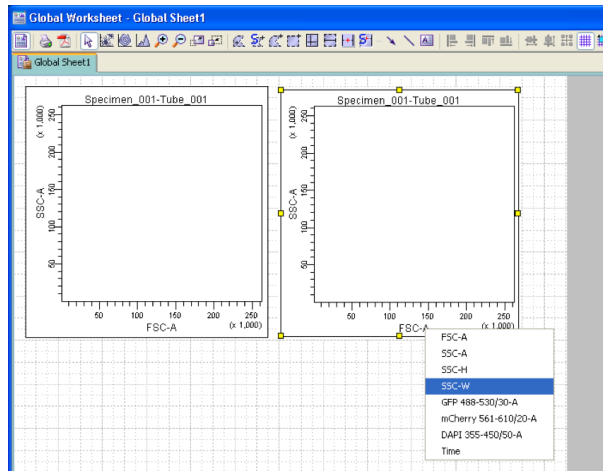 Global Worksheet - Global Sheet1
Global Sheet1
Specimen_001-Tube_001
(x 1,000)
250
200
150
100
50
SSC-A
50 100 150 200 250
FSC-A (x 1,000)
Specimen_001-Tube_001
(x 1,000)
250
200
150
100
50
SSC-A
50 100 150 200 250
FSC-A (x 1,000)
FSC-A
SSC-A
SSC-H
SSC-W
GFP 488-530/30-A
mCherry 561-610/20-A
DAPI 355-450/50-A
Time